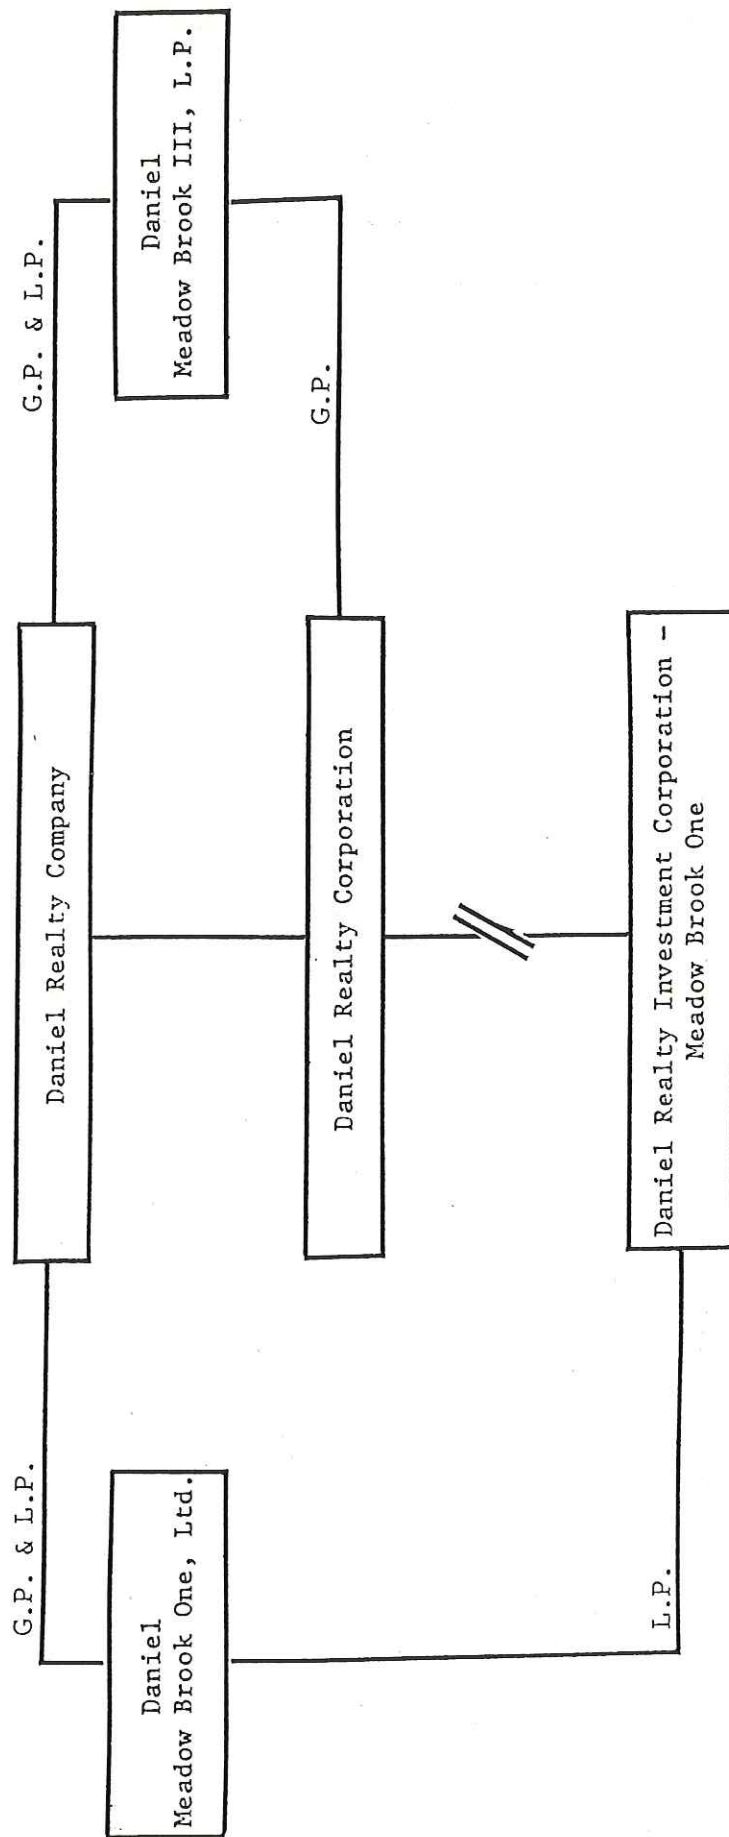 G.P. & L.P.
Daniel Realty Company
G.P. & L.P.
Daniel
Meadow Brook One, Ltd.
Daniel
Meadow Brook III, L.P.
Daniel Realty Corporation
G.P.
L.P.
Daniel Realty Investment Corporation -
Meadow Brook One